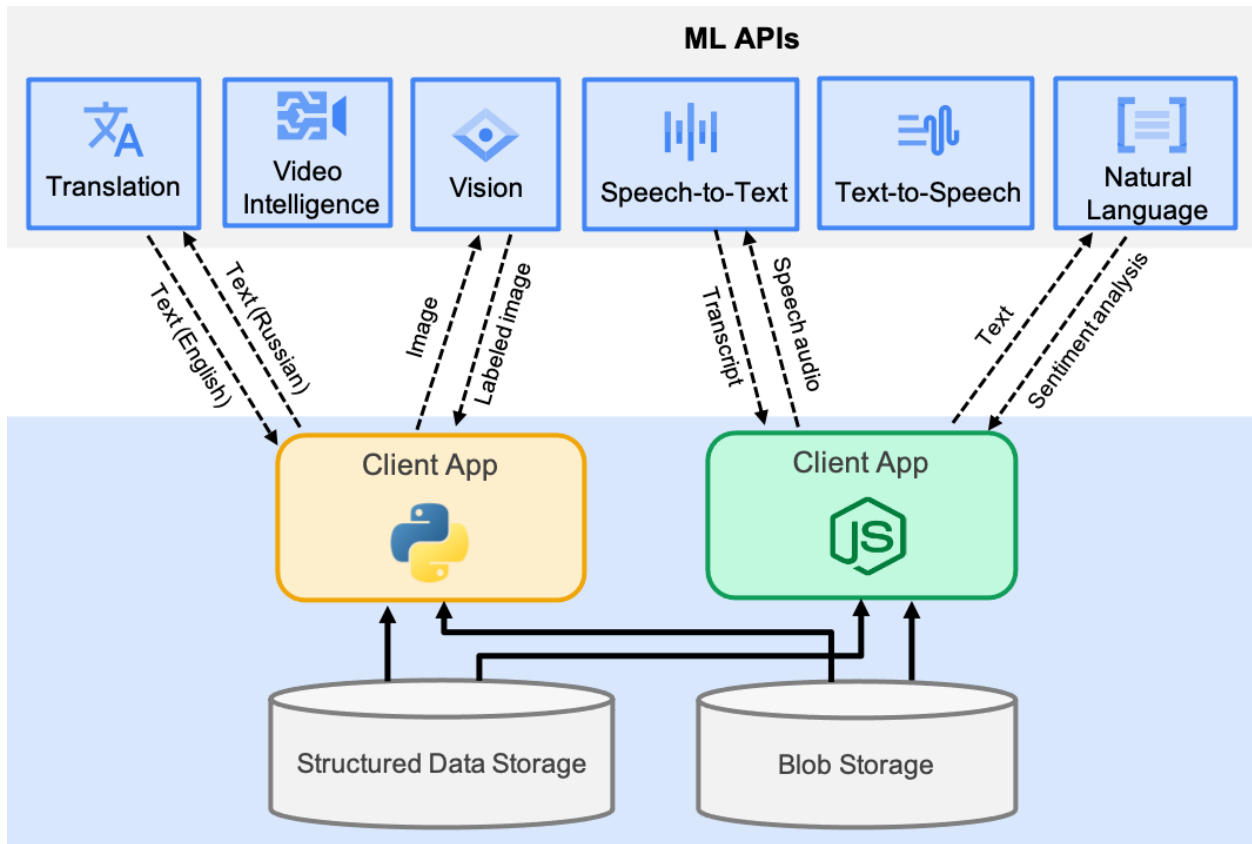 ML APIs
Translation
Video
Intelligence
Vision
Speech-to-Text
Text-to-Speech
Natural
Language
Text (English)
Text (Russian)
Image
Labeled image
Transcript
Speech audio
Text
Sentiment analysis
Client App
Client App
JS
Structured Data Storage
Blob Storage